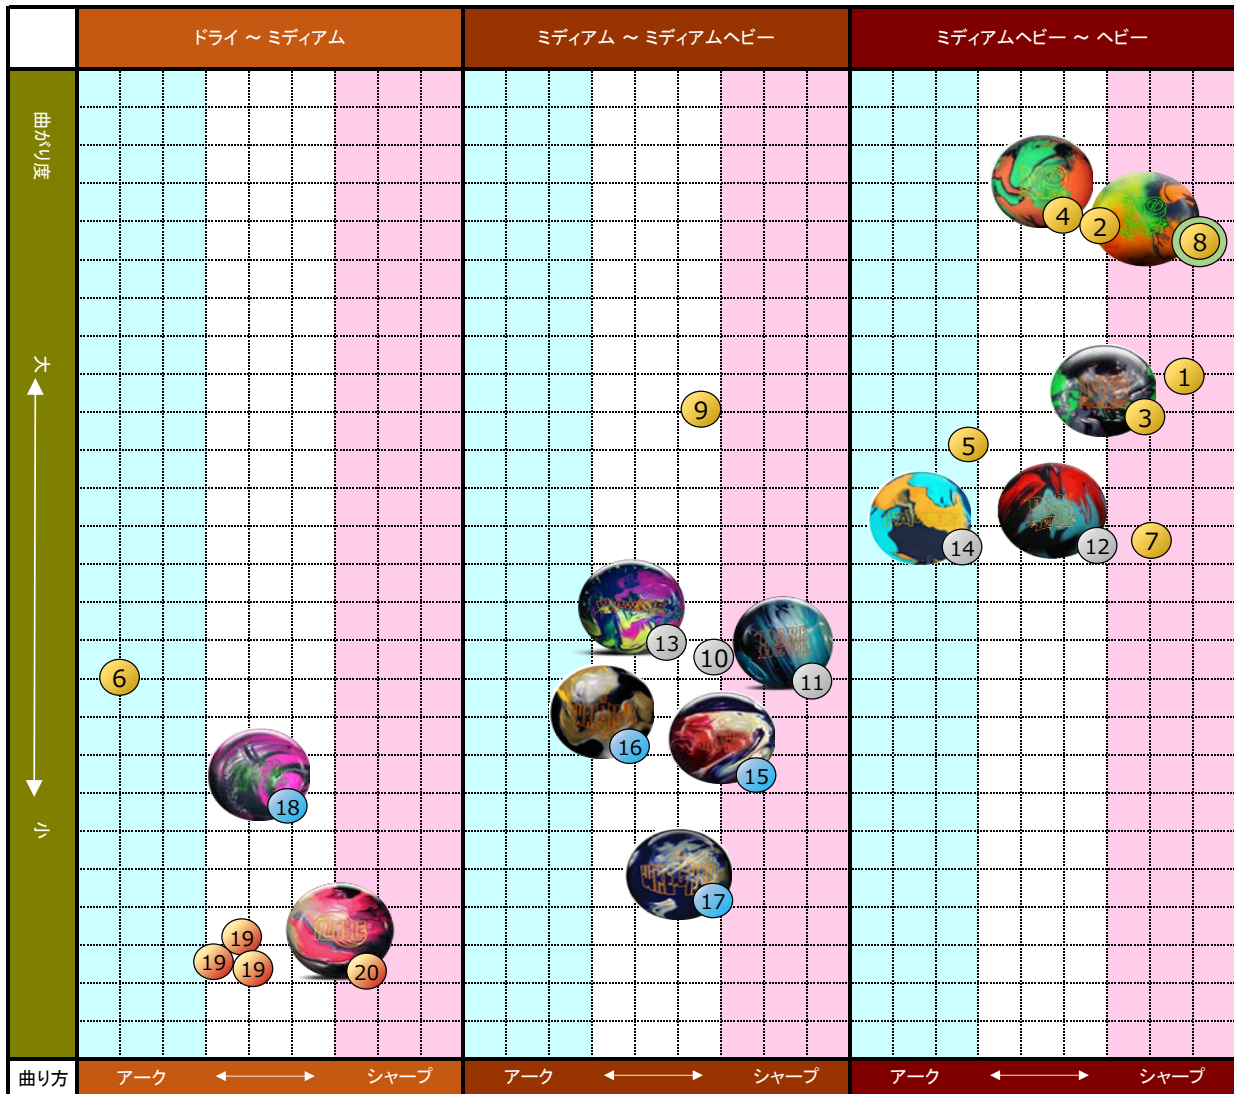 ドライ ～ ミディアム
ミディアム ～ ミディアムヘビー
ミディアムヘビー ～ ヘビー
曲がり度
大
小
4
2
8
1
9
3
5
14
12
7
13
10
11
6
16
15
18
17
19
19
19
20
曲り方
アーク
シャープ
アーク
シャープ
アーク
シャープ